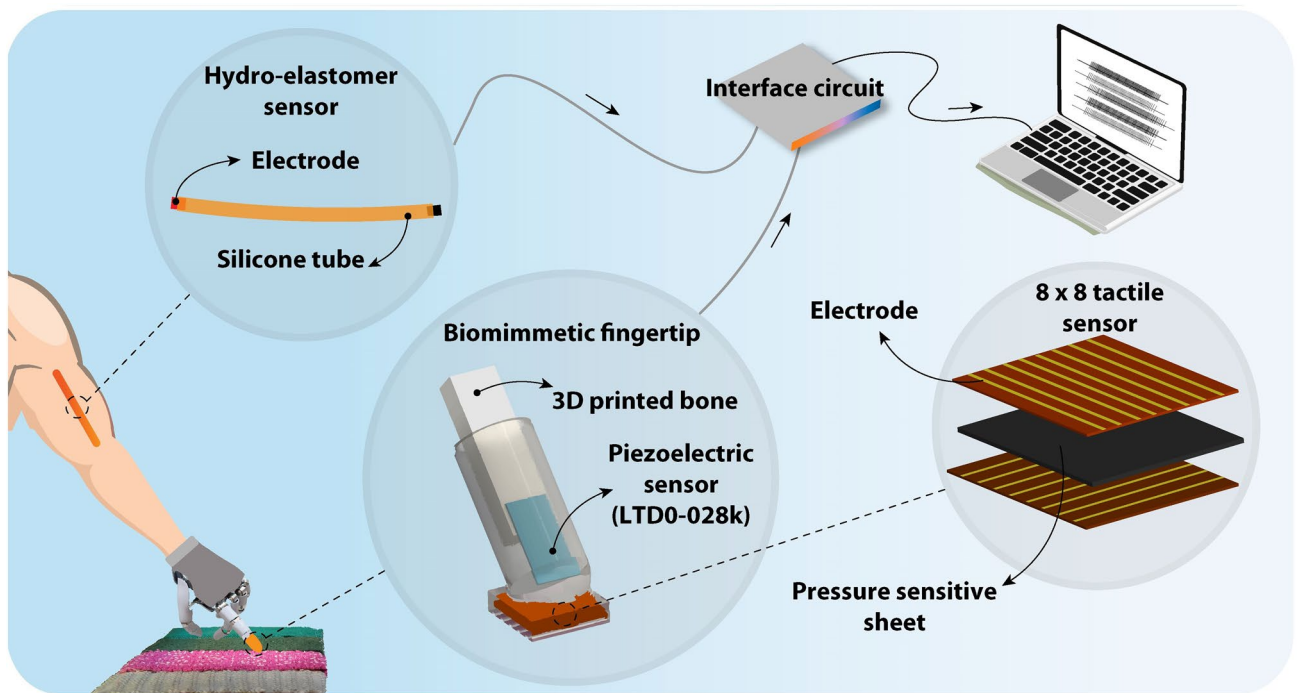 Hydro-elastomer
sensor
Electrode
Silicone tube
Interface circuit
Biomimmetic fingertip
3D printed bone
Piezoelectric
sensor
(LTD0-028k)
8 x 8 tactile
sensor
Electrode
Pressure sensitive
sheet